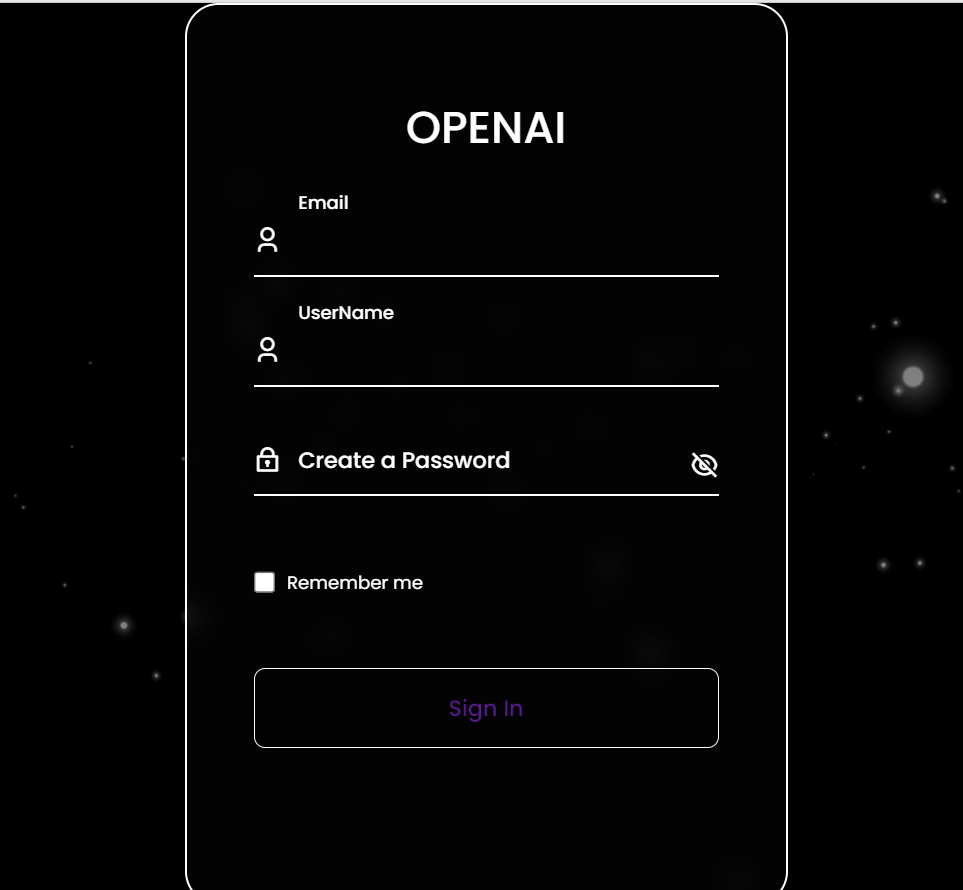 OPENAI
Email
UserName
Create a Password
Remember me
Sign In